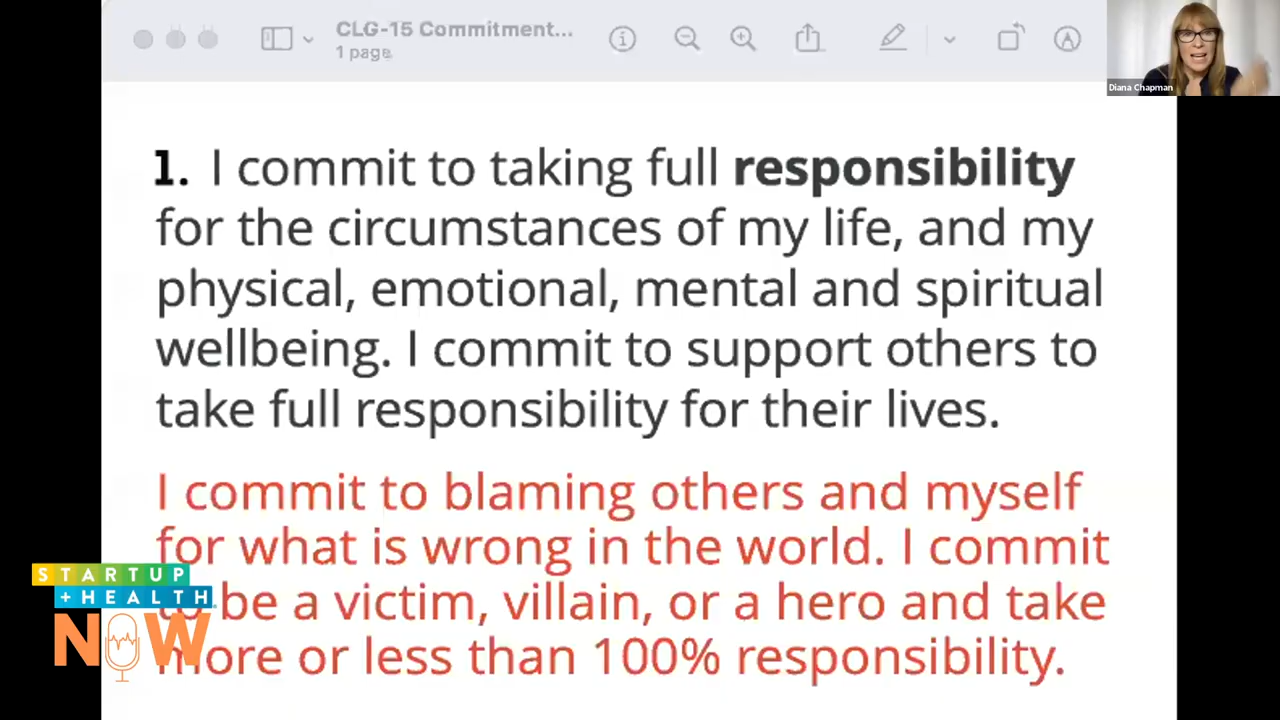 CLG-15 Commitment...
1 page
Diana Chapman
1. I commit to taking full responsibility
for the circumstances of my life, and my
physical, emotional, mental and spiritual
wellbeing. I commit to support others to
take full responsibility for their lives.
I commit to blaming others and myself
for what is wrong in the world. I commit
to be a victim, villain, or a hero and take
more or less than 100% responsibility.
STARTUP
+HEALTH
NOW